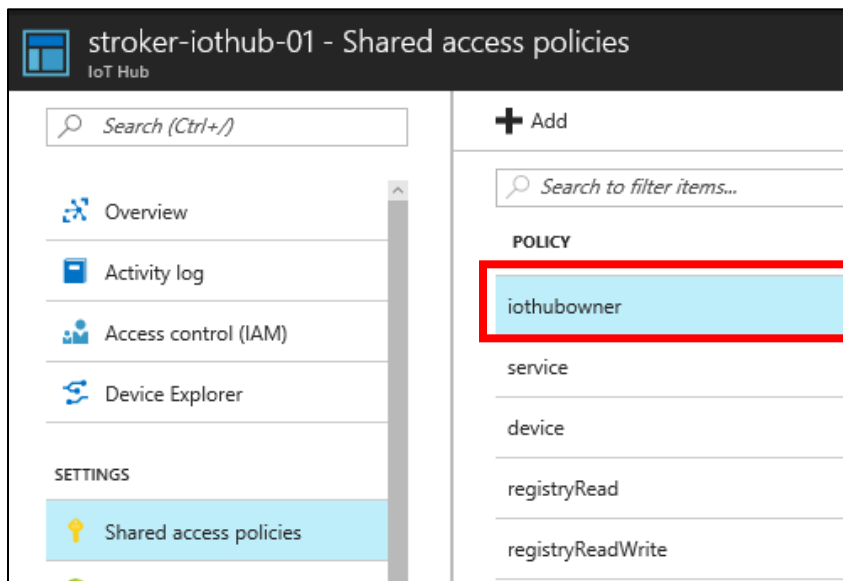 stroker-iothub-01 - Shared access policies
IoT Hub
Search (Ctrl+/)
Overview
Activity log
Access control (IAM)
Device Explorer
SETTINGS
Shared access policies
Add
Search to filter items...
POLICY
iothubowner
service
device
registryRead
registryReadWrite